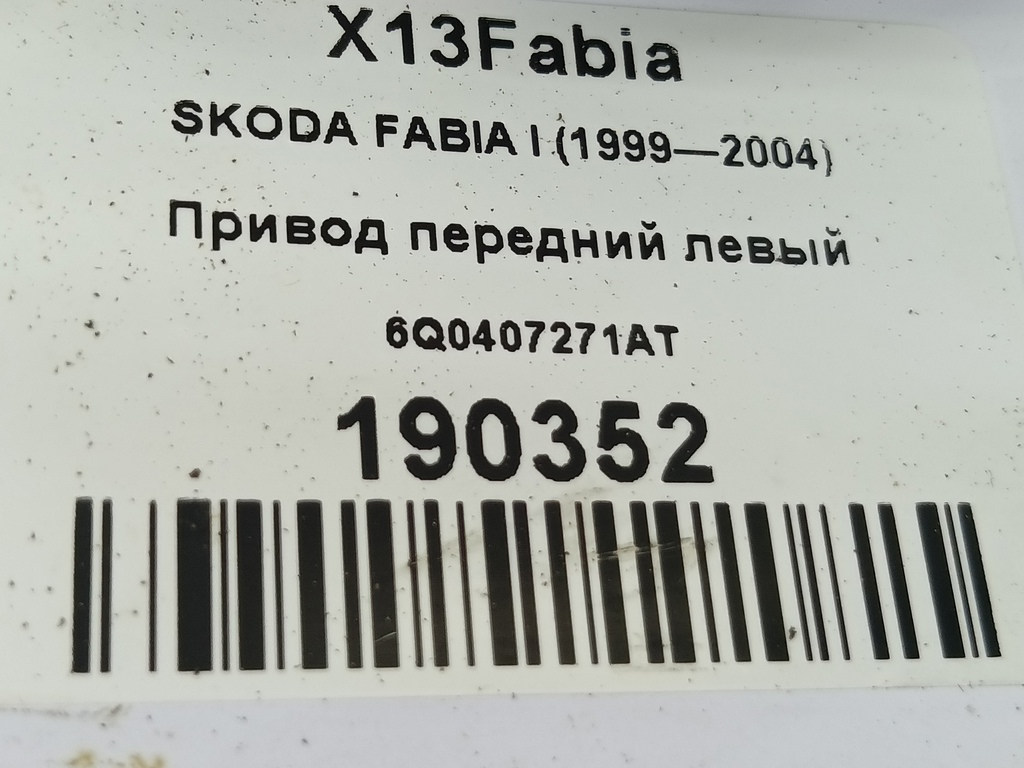 X13Fabia
SKODA FABIA I (1999—2004)
Привод передний левый
6Q0407271AT
190352